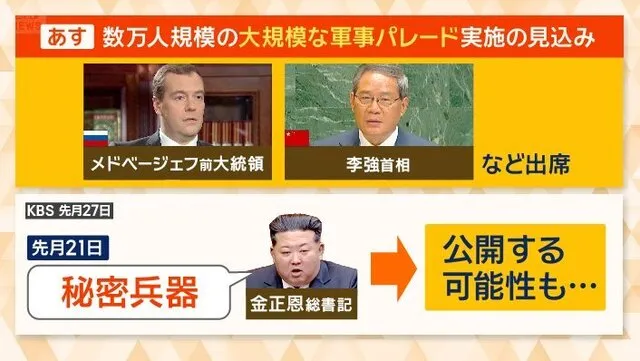 あす 数万人規模の大規模な軍事パレード実施の見込み
メドベージェフ前大統領
李強首相
など出席
KBS 先月27日
先月21日
秘密兵器
金正恩総書記
公開する
可能性も…